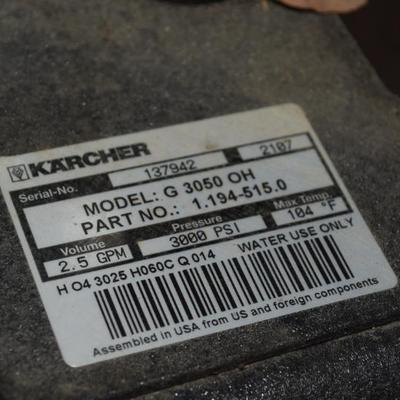 KÄRCHER
Serial-No. 137942 2107
MODEL: G 3050 OH
PART NO.: 1.194-515.0
Volume Pressure Max Temp.
2.5 GPM 3000 PSI 104 °F
H 04 3025 H060C Q 014 WATER USE ONLY
Assembled in USA from US and foreign components